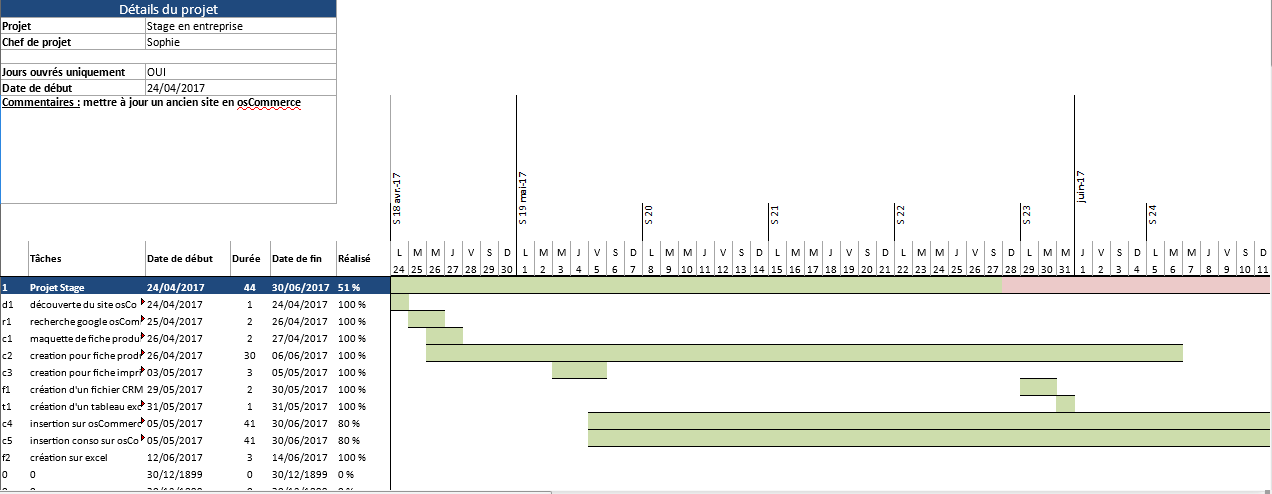 Détails du projet
Projet Stage en entreprise
Chef de projet Sophie
Jours ouvrés uniquement OUI
Date de début 24/04/2017
Commentaires : mettre à jour un ancien site en osCommerce
S 18 avr.-17 S 19 mai-17 S 20 S 21 S 22 S 23 juin-17 S 24
L M M J V S D L M M J V S D L M M J V S D L M M J V S D L M M J V S D L M M J V S D L M M J V S D
Tâches Date de début Durée Date de fin Réalisé 24 25 26 27 28 29 30 1 2 3 4 5 6 7 8 9 10 11 12 13 14 15 16 17 18 19 20 21 22 23 24 25 26 27 28 29 30 31 1 2 3 4 5 6 7 8 9 10 11
1 Projet Stage 24/04/2017 44 30/06/2017 51 %
d1 découverte du site osCo 24/04/2017 1 24/04/2017 100 %
r1 recherche google osCom 25/04/2017 2 26/04/2017 100 %
c1 maquette de fiche produ 26/04/2017 2 27/04/2017 100 %
c2 creation pour fiche prod 26/04/2017 30 06/06/2017 100 %
c3 creation pour fiche impr 03/05/2017 3 05/05/2017 100 %
f1 création d'un fichier CRM 29/05/2017 2 30/05/2017 100 %
t1 création d'un tableau exc 31/05/2017 1 31/05/2017 100 %
c4 insertion sur osCommerc 05/05/2017 41 30/06/2017 80 %
c5 insertion conso sur osCo 05/05/2017 41 30/06/2017 80 %
f2 création sur excel 12/06/2017 3 14/06/2017 100 %
0 0 30/12/1899 0 30/12/1899 0 %